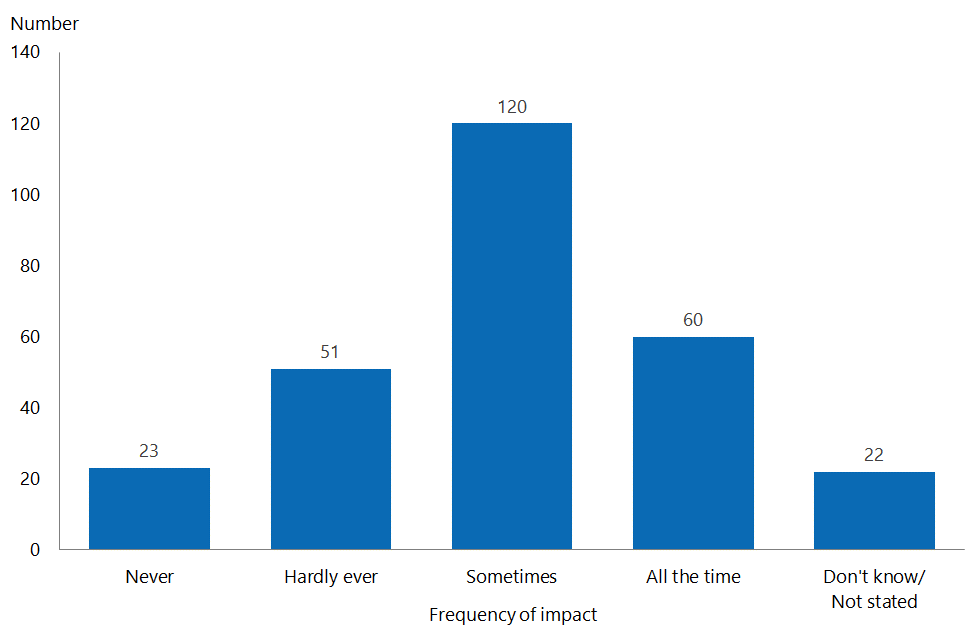 Number
140
120
100
80
60
40
20
0
23
51
120
60
22
Never
Hardly ever
Sometimes
All the time
Don't know/
Not stated
Frequency of impact